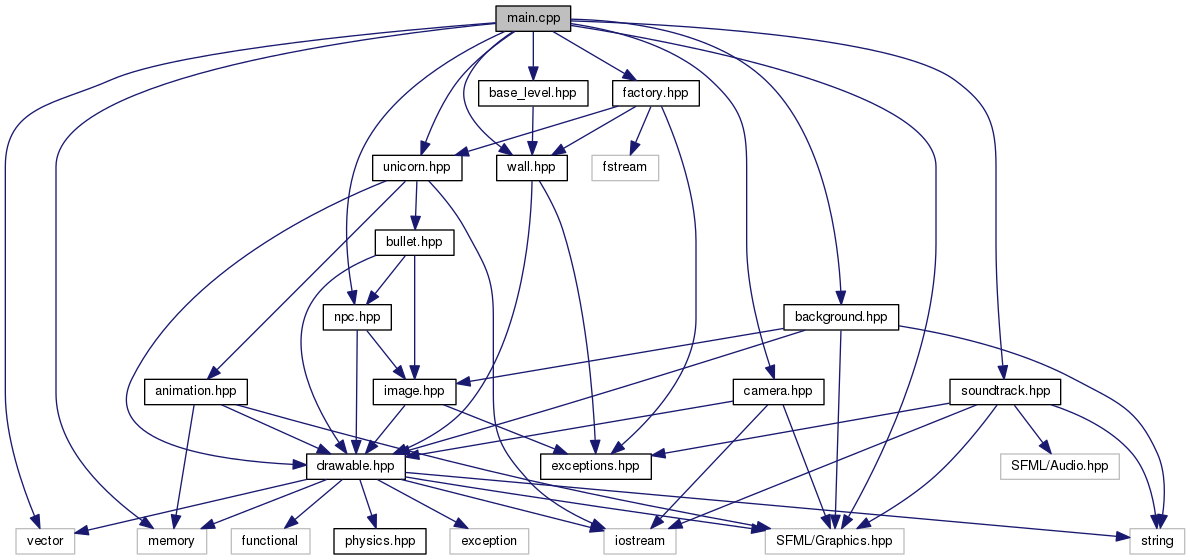 main.cpp
base_level.hpp
factory.hpp
unicorn.hpp
wall.hpp
fstream
bullet.hpp
npc.hpp
background.hpp
animation.hpp
image.hpp
camera.hpp
soundtrack.hpp
drawable.hpp
exceptions.hpp
SFML/Audio.hpp
vector
memory
functional
physics.hpp
exception
iostream
SFML/Graphics.hpp
string